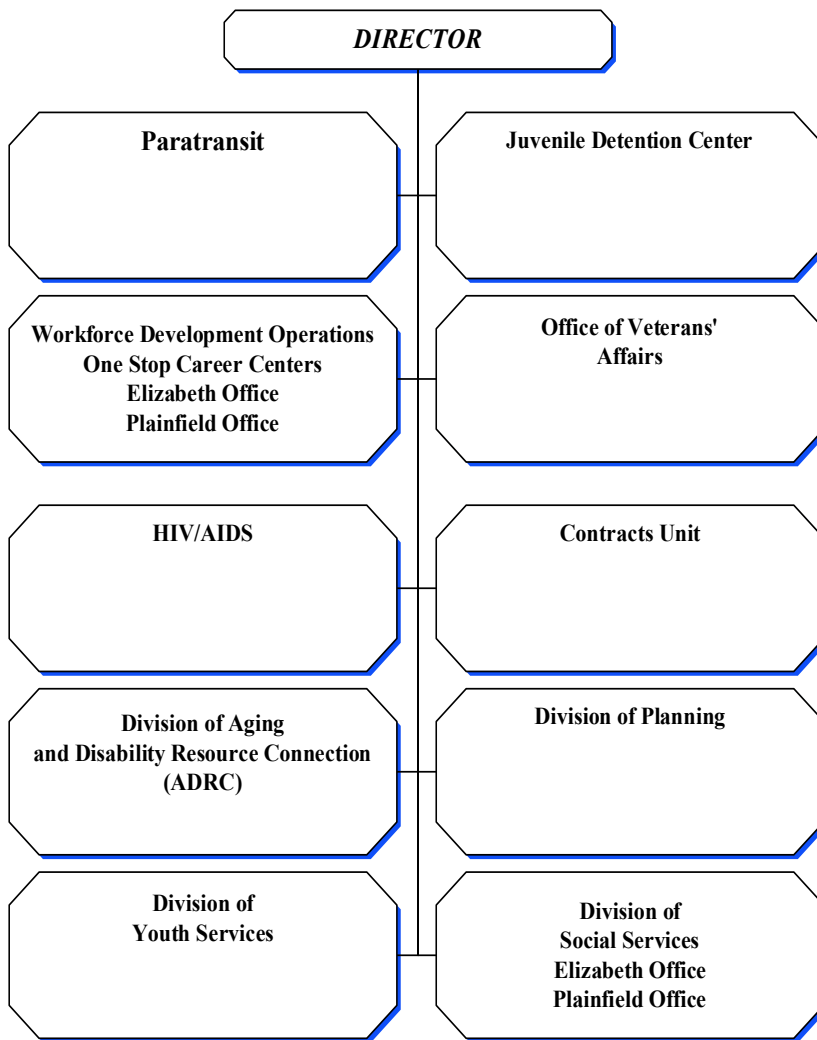 DIRECTOR
Paratransit
Juvenile Detention Center
Workforce Development Operations
One Stop Career Centers
Elizabeth Office
Plainfield Office
Office of Veterans'
Affairs
HIV/AIDS
Contracts Unit
Division of Aging
and Disability Resource Connection
(ADRC)
Division of Planning
Division of
Youth Services
Division of
Social Services
Elizabeth Office
Plainfield Office